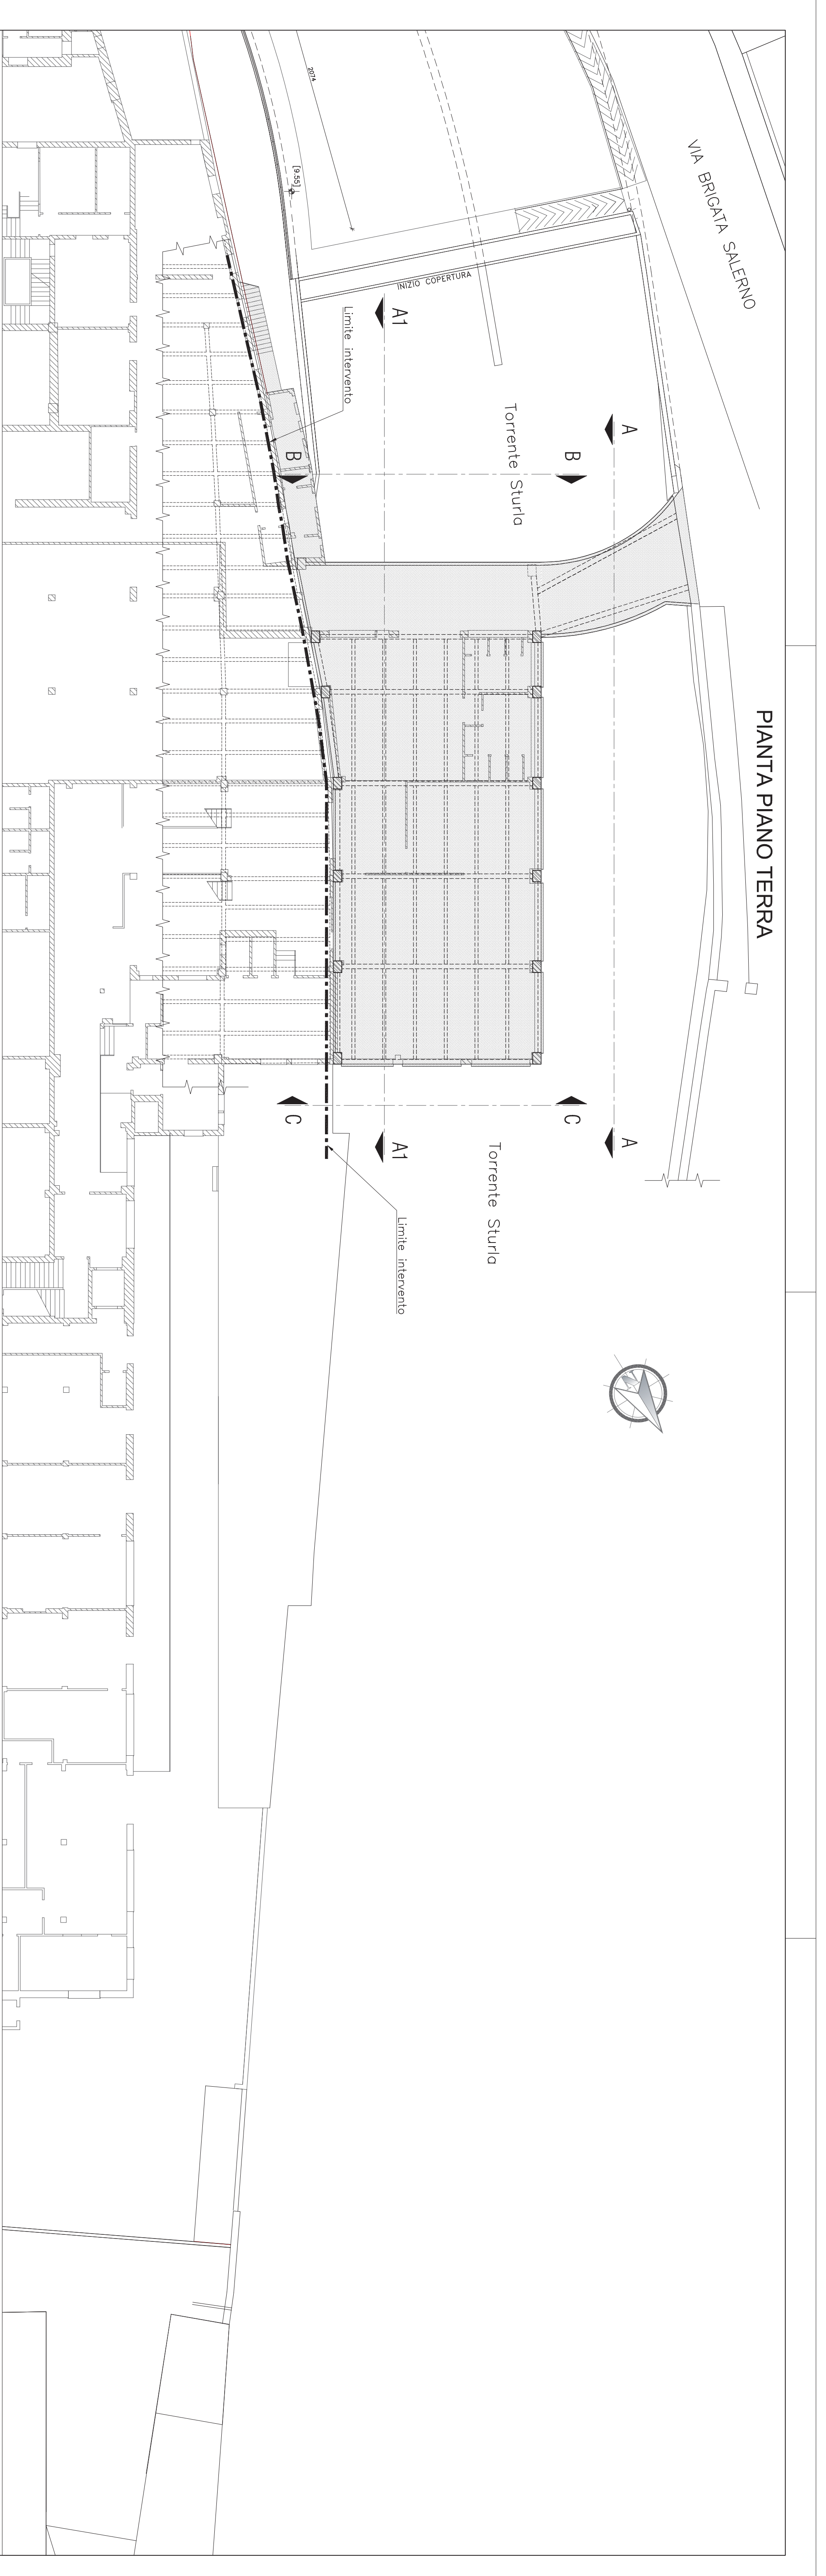 PIANTA PIANO TERRA
VIA BRIGATA SALERNO
A
A
Torrente Sturla
B
C
Torrente Sturla
INIZIO COPERTURA
A1
A1
Limite intervento
Limite intervento
B
C
2074
[9.55]